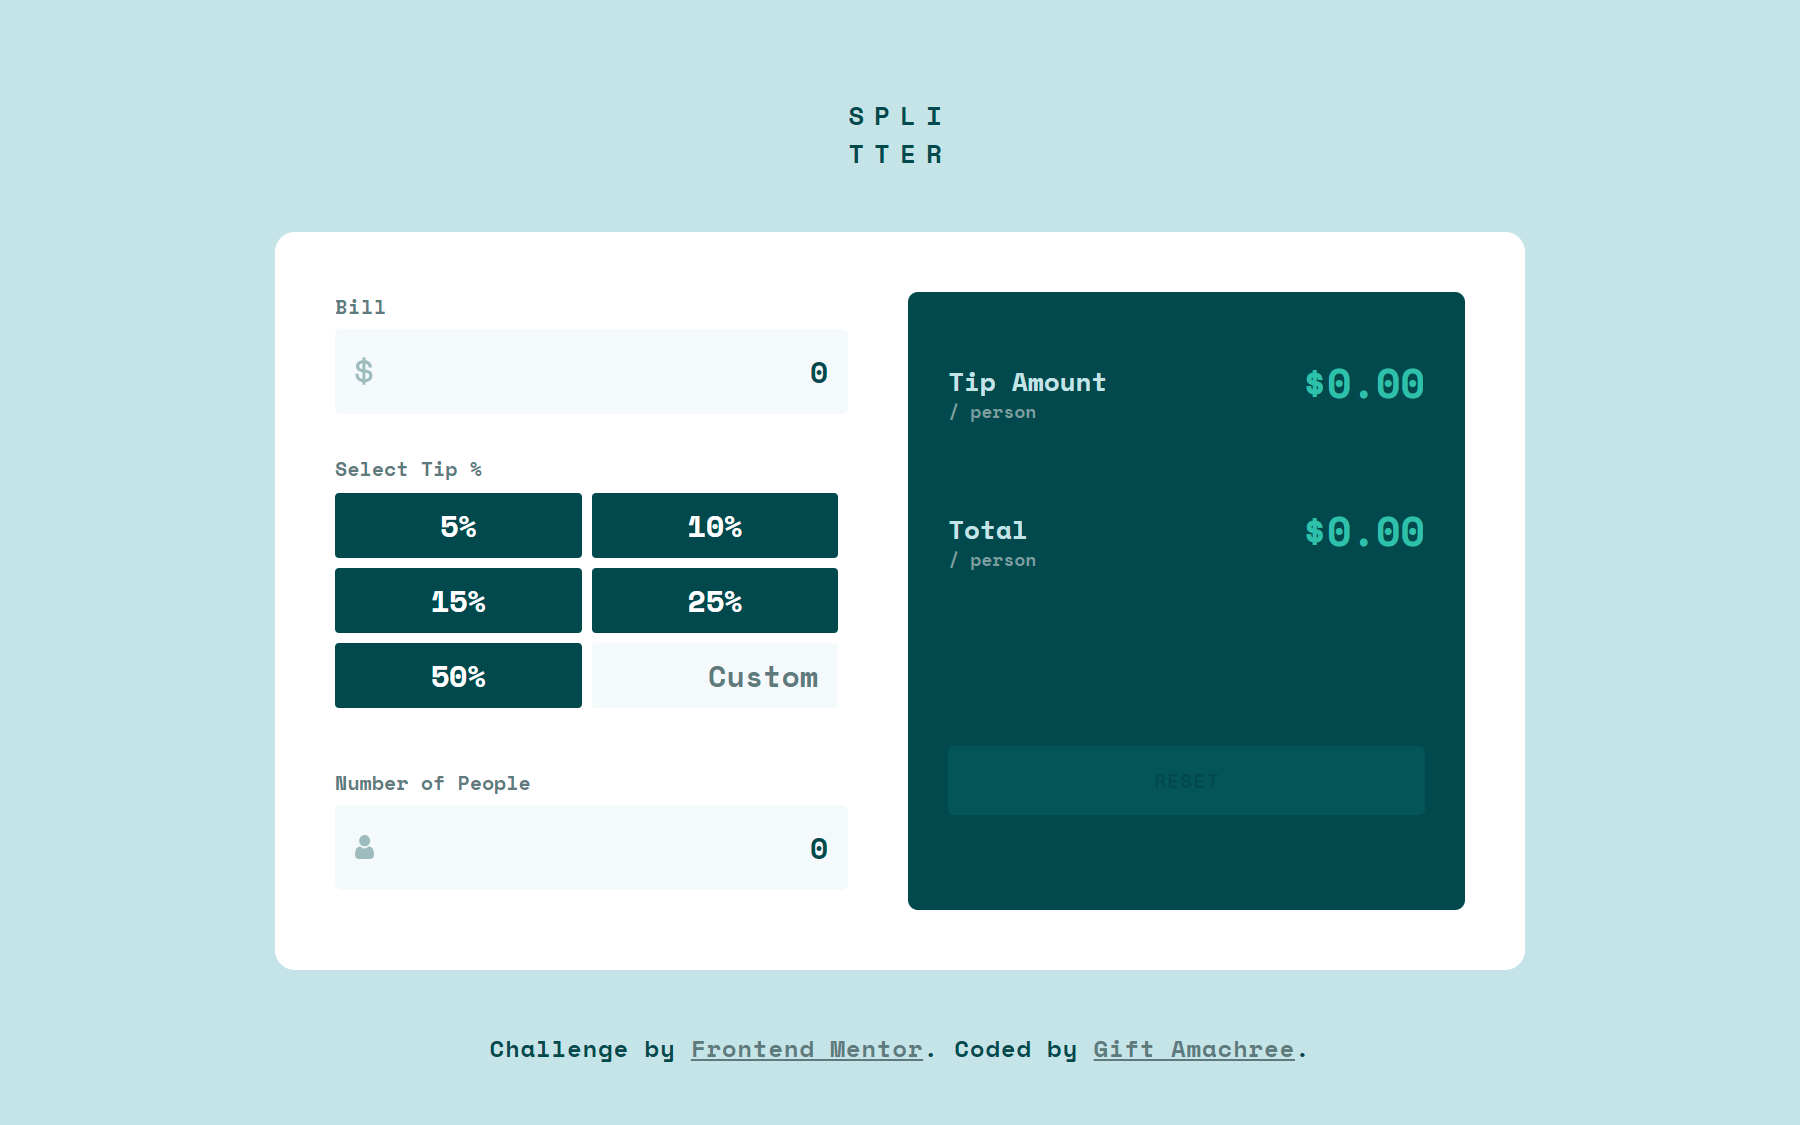 SPLI
TTER
Bill
$ 0
Select Tip %
5% 10%
15% 25%
50% Custom
Number of People
0
Tip Amount $0.00
/ person
Total $0.00
/ person
RESET
Challenge by Frontend Mentor. Coded by Gift Amachree.